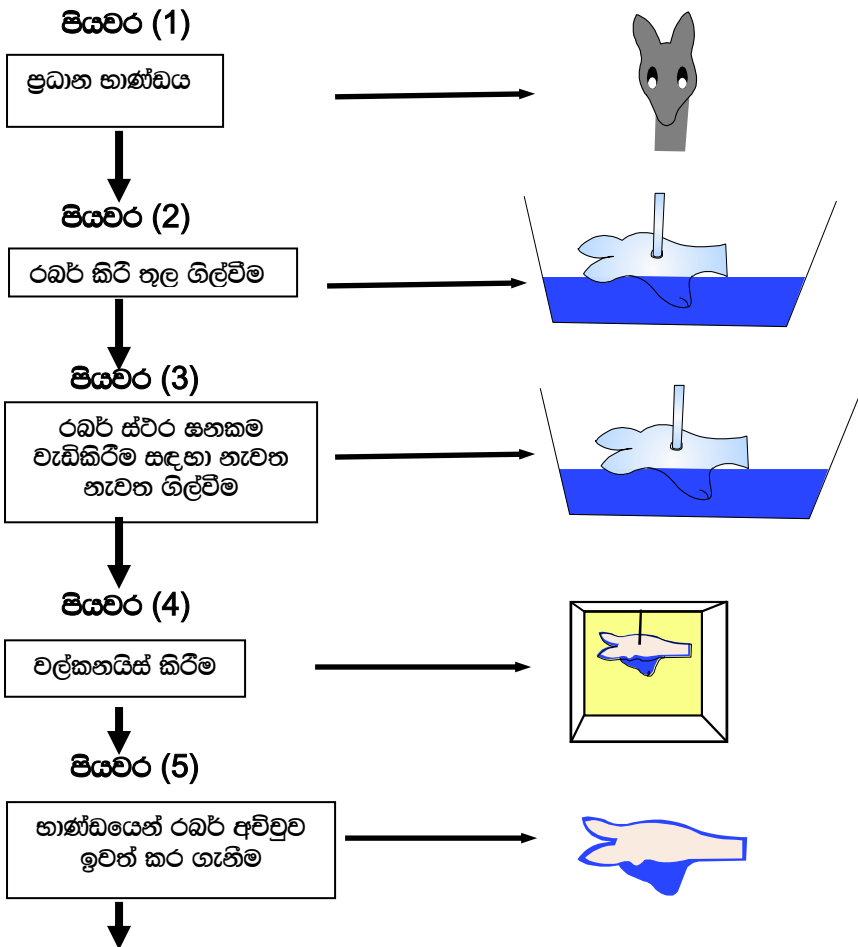 පියවර (1)
ප්‍රධාන භාණ්ඩය
පියවර (2)
රබර් කිරි තුල ගිල්වීම
පියවර (3)
රබර් ස්ථර ඝනකම
වැඩිකිරීම සඳහා නැවත
නැවත ගිල්වීම
පියවර (4)
වල්කනයිස් කිරීම
පියවර (5)
භාණ්ඩයෙන් රබර් අච්චුව
ඉවත් කර ගැනීම